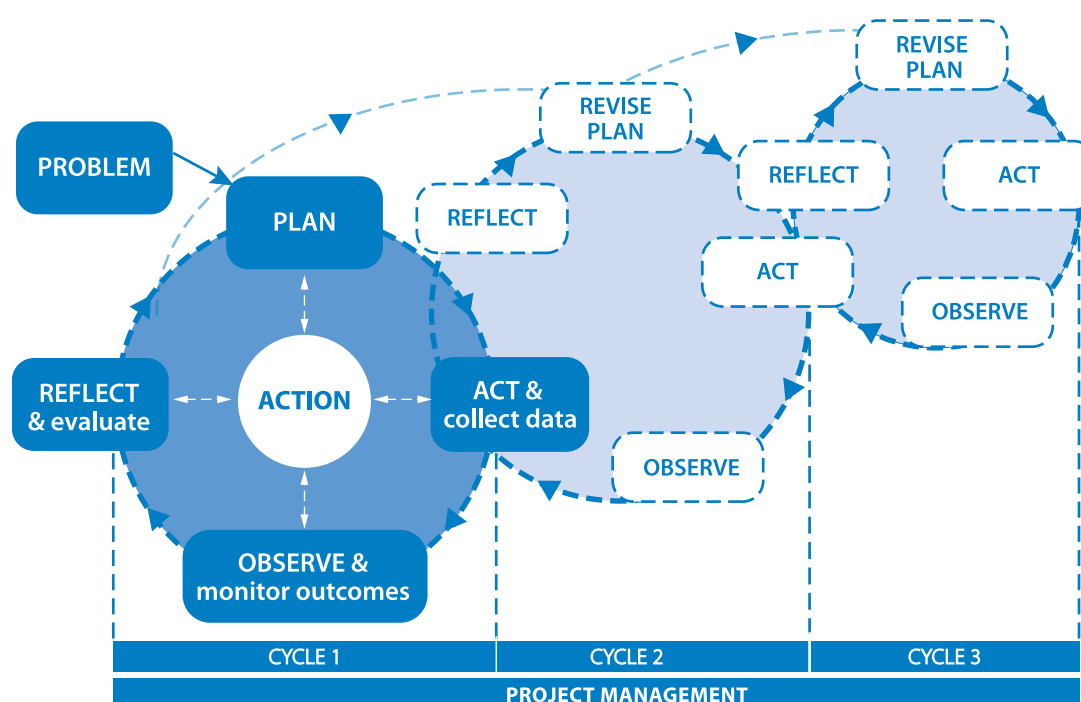 PROBLEM
PLAN
ACTION
REFLECT
& evaluate
ACT &
collect data
OBSERVE &
monitor outcomes
REVISE
PLAN
REFLECT
ACT
OBSERVE
REVISE
PLAN
REFLECT
ACT
OBSERVE
CYCLE 1
CYCLE 2
CYCLE 3
PROJECT MANAGEMENT